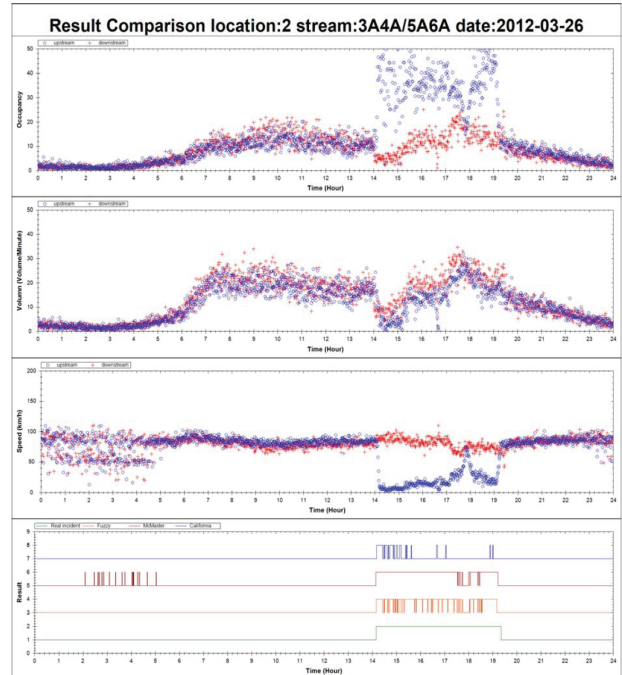 Result Comparison location:2 stream:3A4A/5A6A date:2012-03-26
upstream downstream
50
40
30
20
10
0
Occupancy
0 1 2 3 4 5 6 7 8 9 10 11 12 13 14 15 16 17 18 19 20 21 22 23 24
Time (Hour)
upstream downstream
50
40
30
20
10
0
Volumn (Volume/Minute)
0 1 2 3 4 5 6 7 8 9 10 11 12 13 14 15 16 17 18 19 20 21 22 23 24
Time (Hour)
upstream downstream
200
150
100
50
0
Speed (km/h)
0 1 2 3 4 5 6 7 8 9 10 11 12 13 14 15 16 17 18 19 20 21 22 23 24
Time (Hour)
Real incident Fuzzy McMaster California
9
8
7
6
5
4
3
2
1
0
Result
0 1 2 3 4 5 6 7 8 9 10 11 12 13 14 15 16 17 18 19 20 21 22 23 24
Time (Hour)